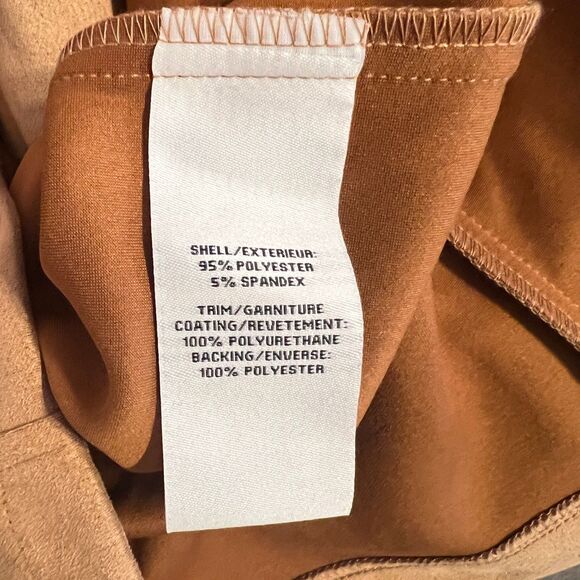 SHELL/EXTERIEUR:
95% POLYESTER
5% SPANDEX
TRIM/GARNITURE
COATING/REVETEMENT:
100% POLYURETHANE
BACKING/ENVERSE:
100% POLYESTER